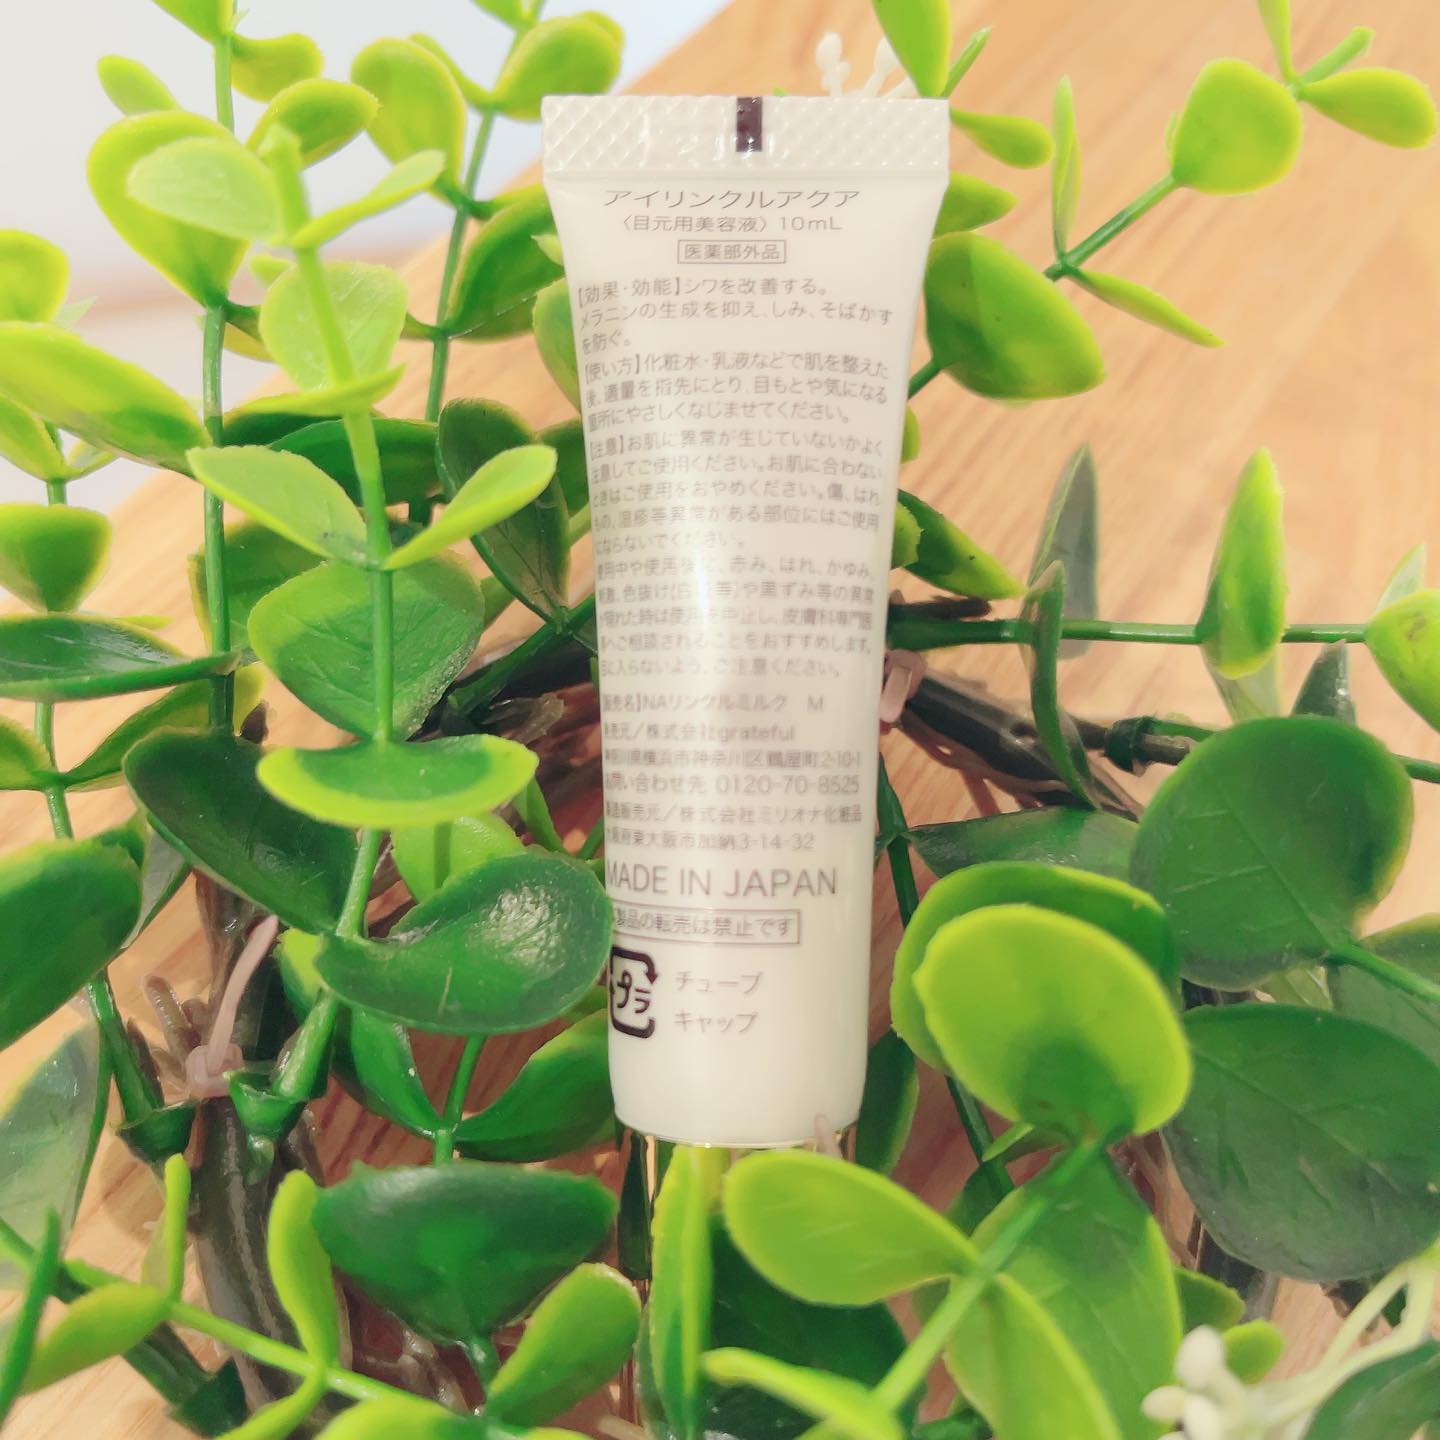 アイリンクルアクア
〈目元用美容液〉10mL
医薬部外品
【効果・効能】シワを改善する。
メラニンの生成を抑え、しみ、そばかす
を防ぐ。
【使い方】化粧水・乳液などで肌を整えた
後、適量を指先にとり、目もとや気になる
箇所にやさしくなじませてください。
【注意】お肌に異常が生じていないかよく
注意してご使用ください。お肌に合わない
ときはご使用をおやめください。傷、はれ
もの、湿疹等異常がある部位にはご使用
にならないでください。
使用中や使用後に、赤み、はれ、かゆみ、
刺激、色抜け(白斑等)や黒ずみ等の異常
が現れた時は使用を中止し、皮膚科専門医
等へご相談されることをおすすめします。
目に入らないよう、ご注意ください。
【販売名】NAリンクルミルク M
発売元/株式会社grateful
神奈川県横浜市神奈川区鶴屋町2-10-1
お問い合わせ先 0120-70-8525
製造販売元/株式会社ミリオナ化粧品
大阪府東大阪市加納3-14-32
MADE IN JAPAN
本製品の転売は禁止です
プラ チューブ
キャップ